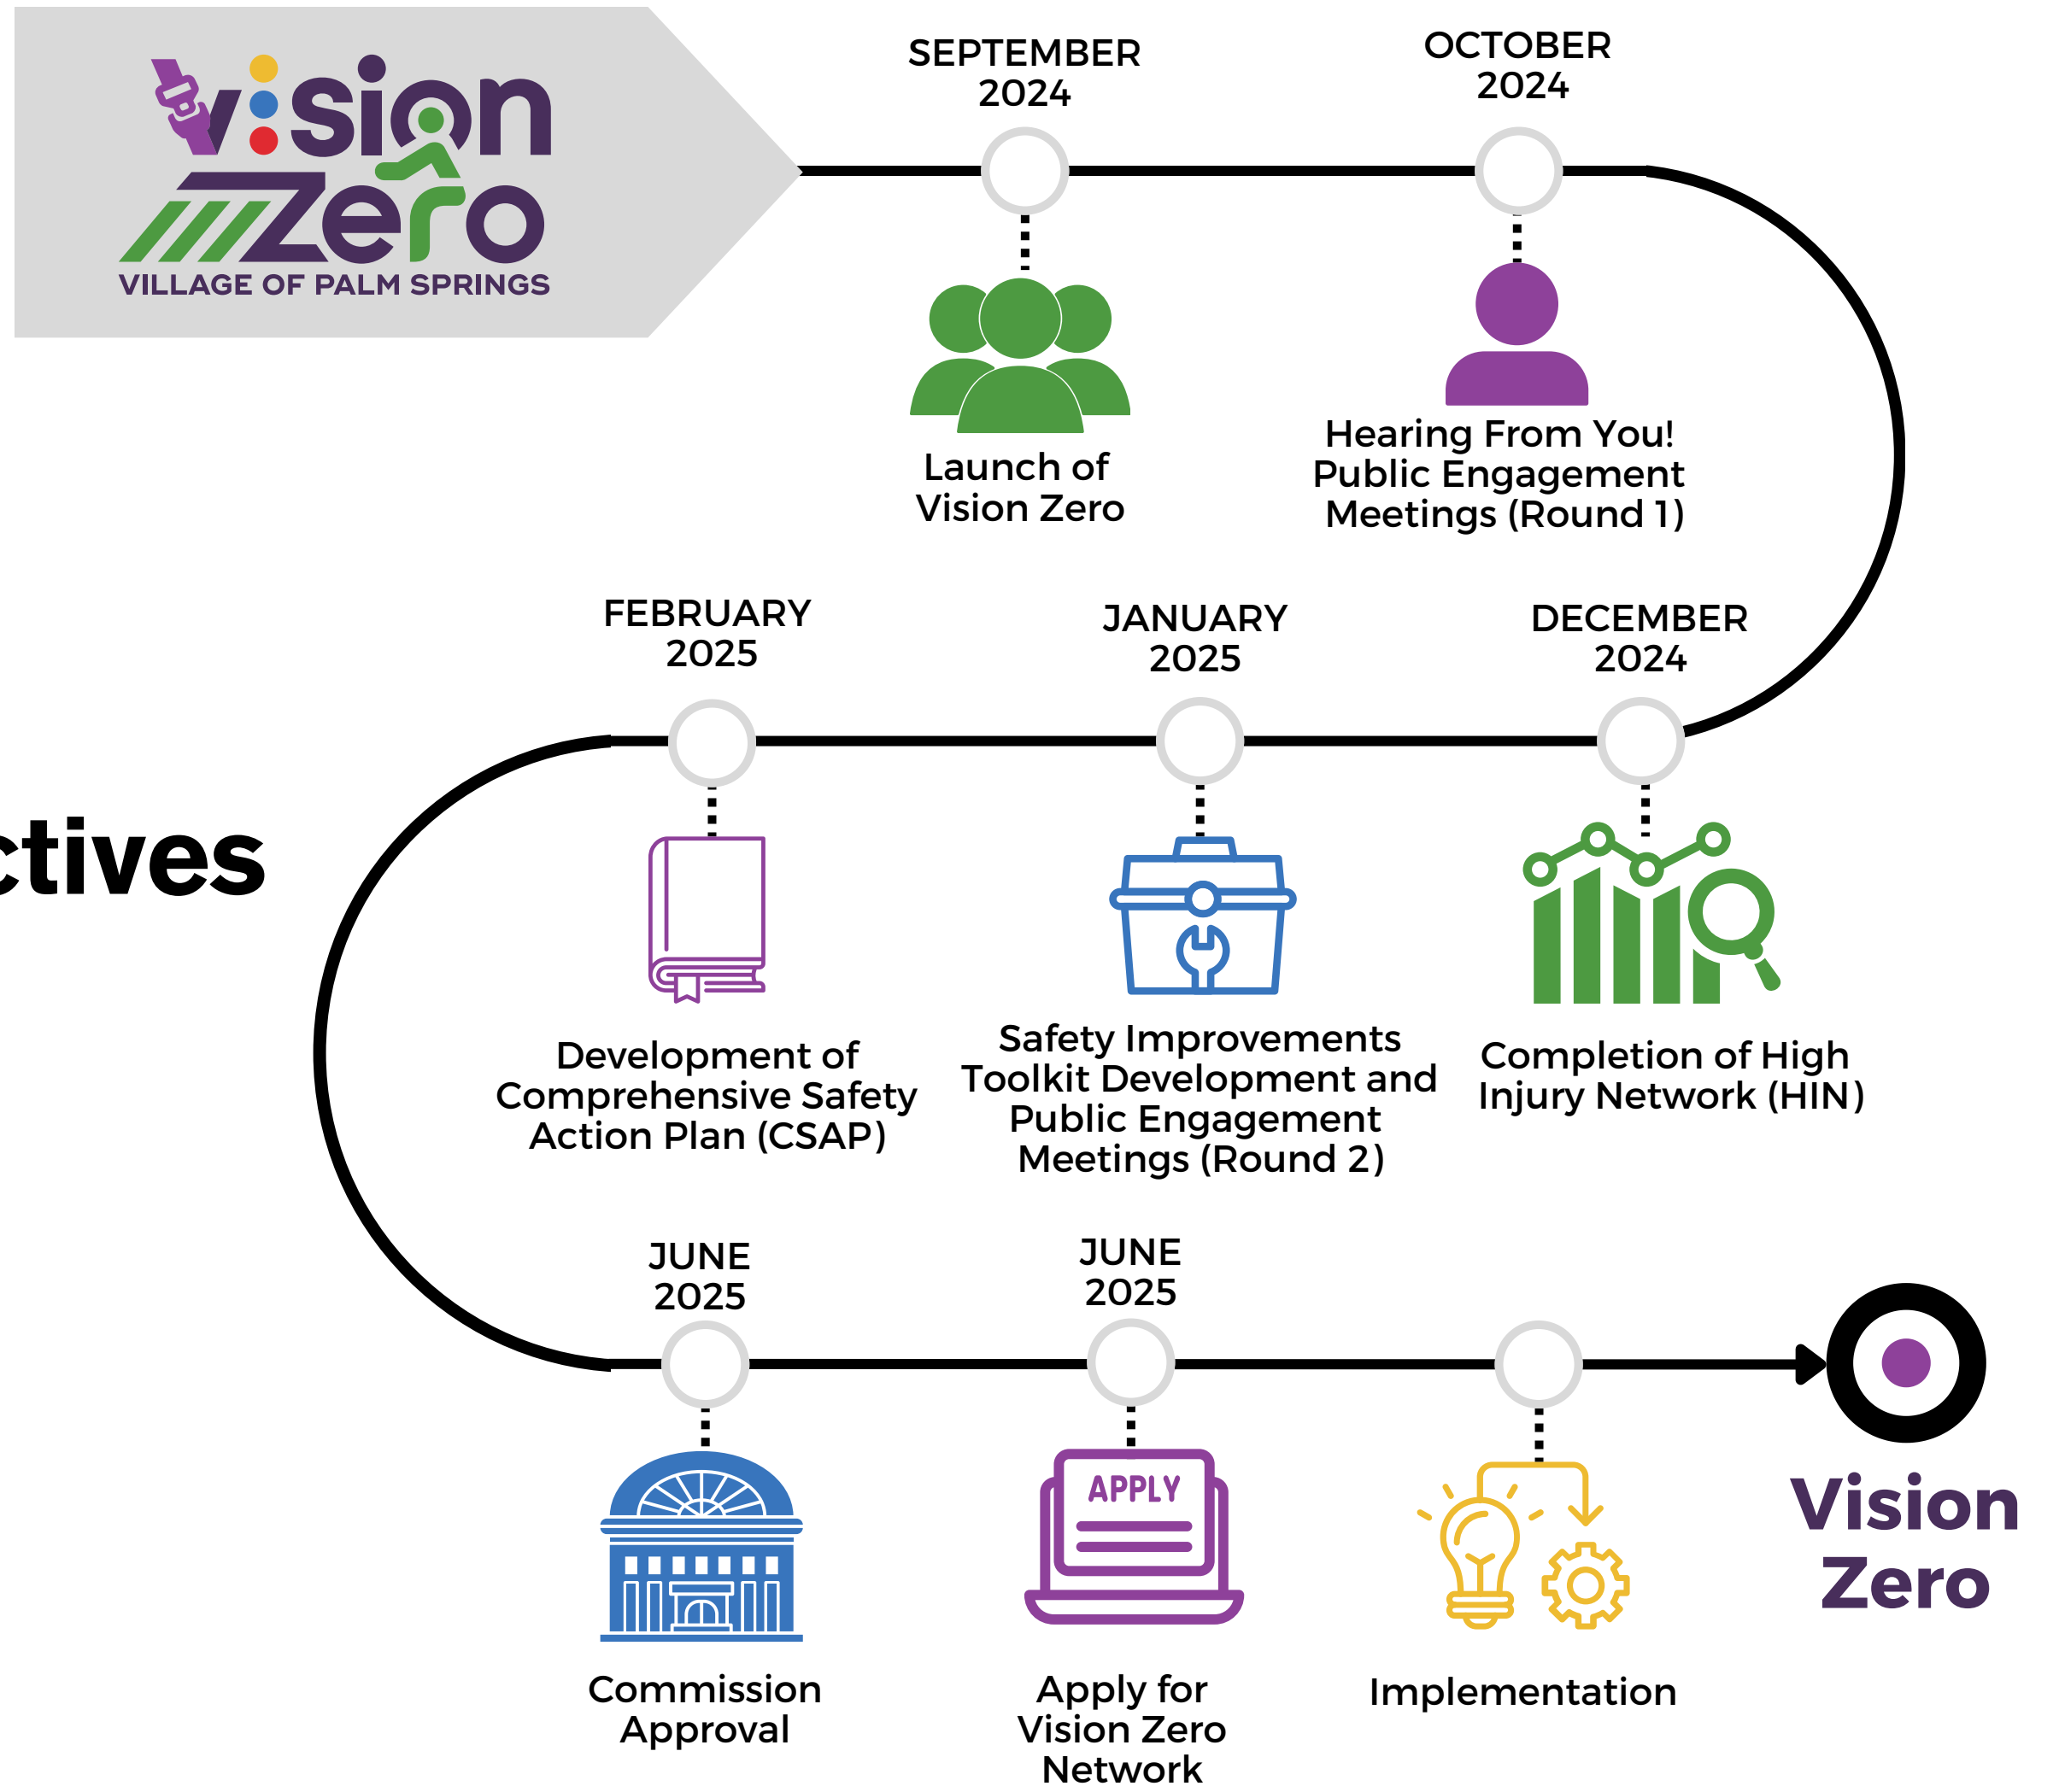 vision
Zero
VILLAGE OF PALM SPRINGS
SEPTEMBER
2024
OCTOBER
2024
Launch of
Vision Zero
Hearing From You!
Public Engagement
Meetings (Round 1)
DECEMBER
2024
JANUARY
2025
FEBRUARY
2025
Completion of High
Injury Network (HIN)
Safety Improvements
Toolkit Development and
Public Engagement
Meetings (Round 2)
Development of
Comprehensive Safety
Action Plan (CSAP)
ctives
JUNE
2025
JUNE
2025
APPLY
Commission
Approval
Apply for
Vision Zero
Network
Implementation
Vision
Zero